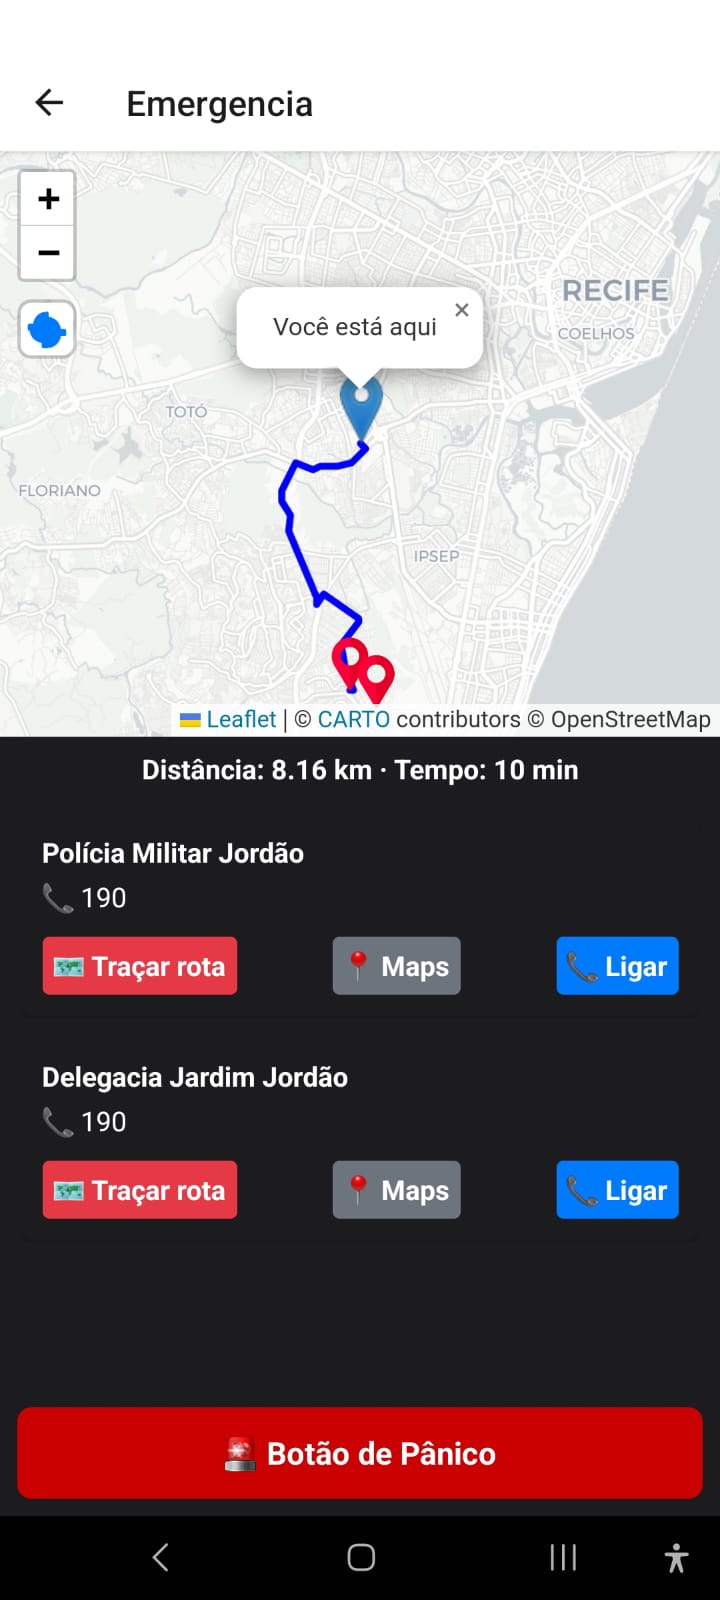 Emergencia
+
−
RECIFE
Você está aqui
×
COELHOS
TOTÓ
FLORIANO
IPSEP
Leaflet | © CARTO contributors © OpenStreetMap
Distância: 8.16 km · Tempo: 10 min
Polícia Militar Jordão
190
Traçar rota
Maps
Ligar
Delegacia Jardim Jordão
190
Traçar rota
Maps
Ligar
Botão de Pânico